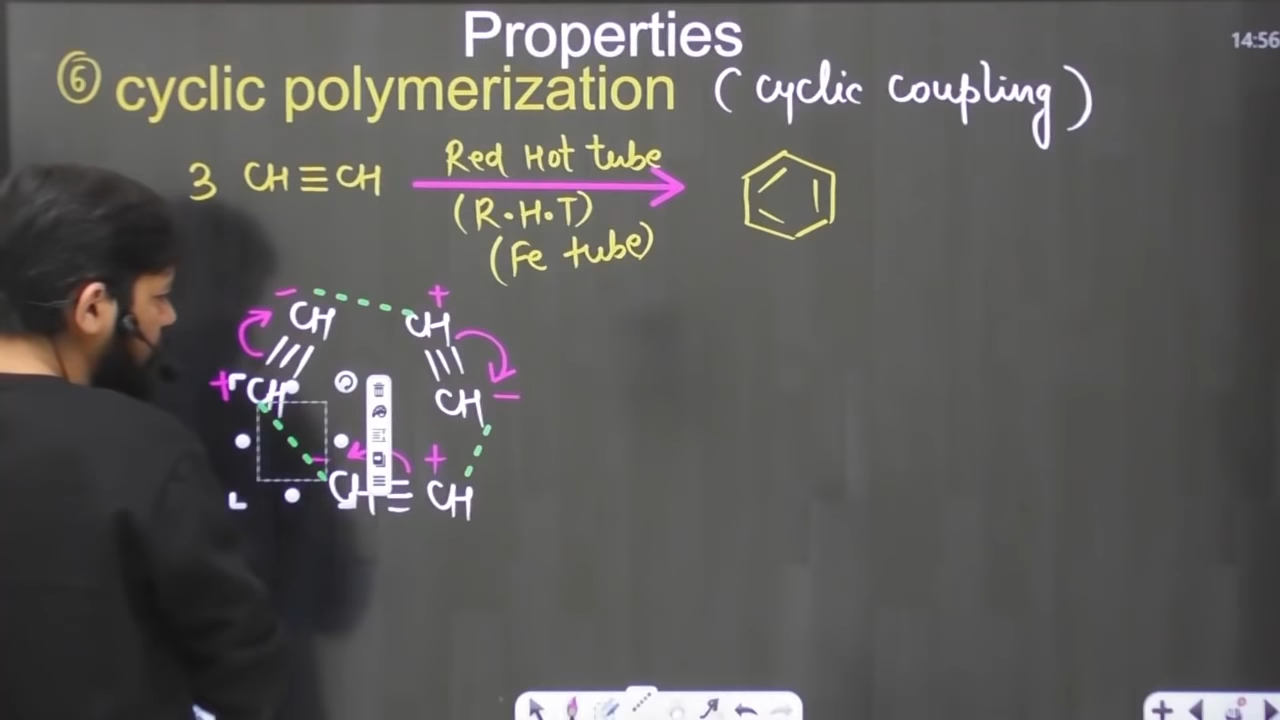 Properties
14:56
⑥ cyclic polymerization (cyclic coupling)
3 CH≡CH Red Hot tube
(R.H.T)
(Fe tube)
- +
CH CH
+ CH CH -
- +
CH≡CH